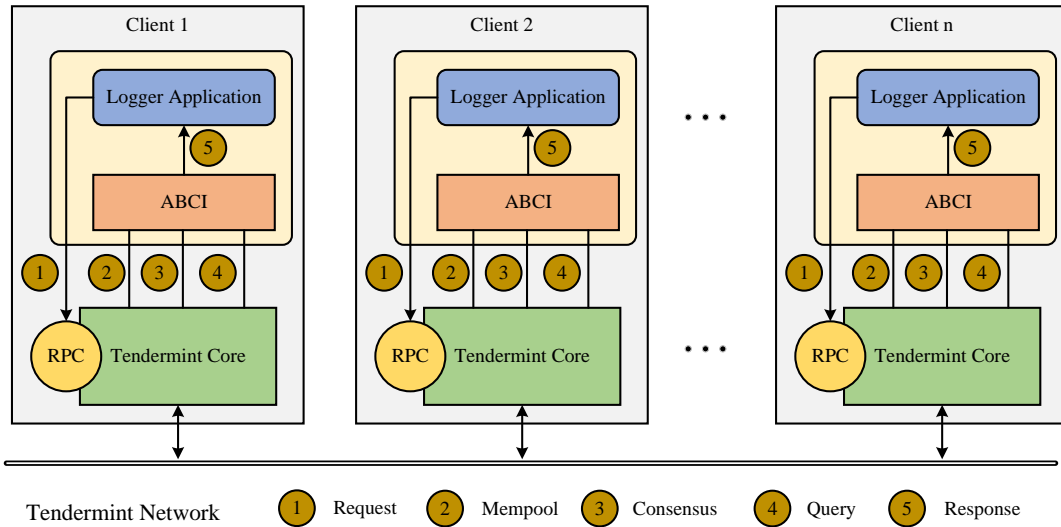 Client 1
Client 2
Client n
Logger Application
Logger Application
Logger Application
• • •
5
5
5
ABCI
ABCI
ABCI
1
2
3
4
1
2
3
4
1
2
3
4
RPC
Tendermint Core
RPC
Tendermint Core
RPC
Tendermint Core
• • •
Tendermint Network
1 Request
2 Mempool
3 Consensus
4 Query
5 Response